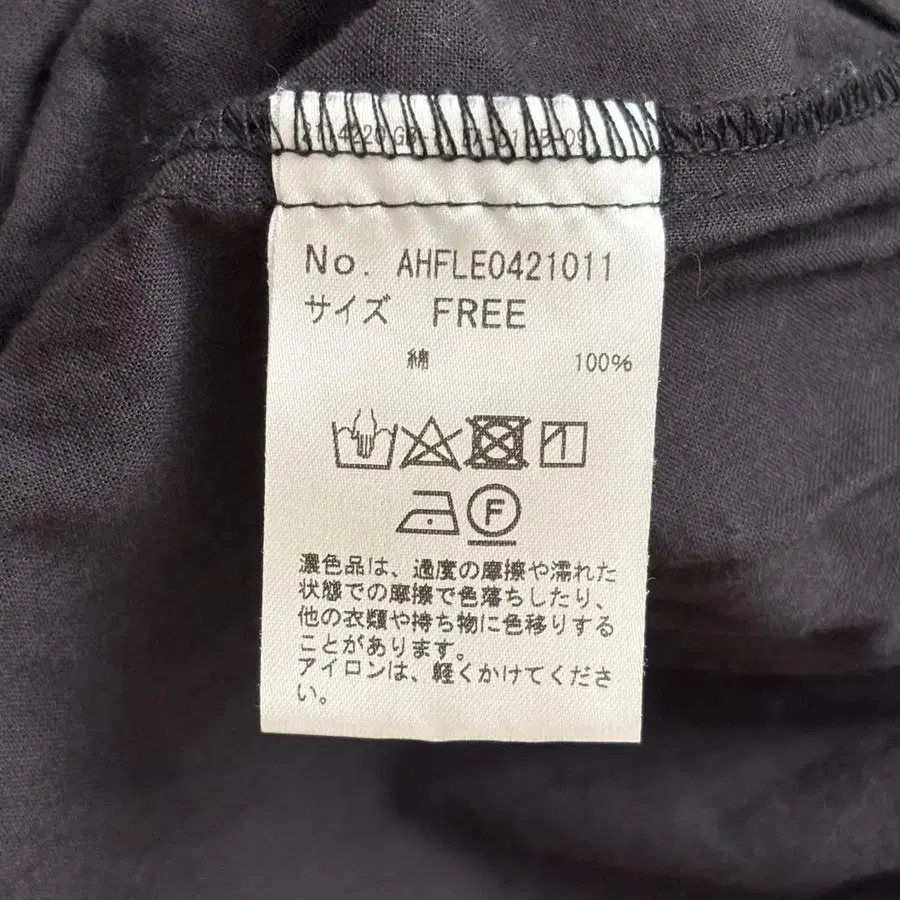 No. AHFLE0421011
サイズ FREE
綿 100%
F
濃色品は、過度の摩擦や濡れた
状態での摩擦で色落ちしたり、
他の衣類や持ち物に色移りする
ことがあります。
アイロンは、軽くかけてくださ
い。